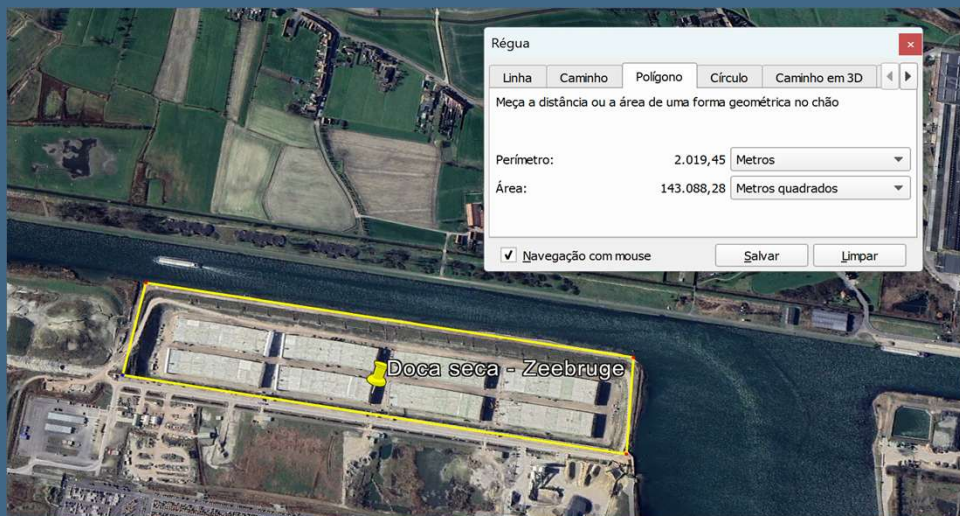 Régua
Linha Caminho Polígono Círculo Caminho em 3D
Meça a distância ou a área de uma forma geométrica no chão
Perímetro: 2.019,45 Metros
Área: 143.088,28 Metros quadrados
Navegação com mouse Salvar Limpar
Doca seca - Zeebruge